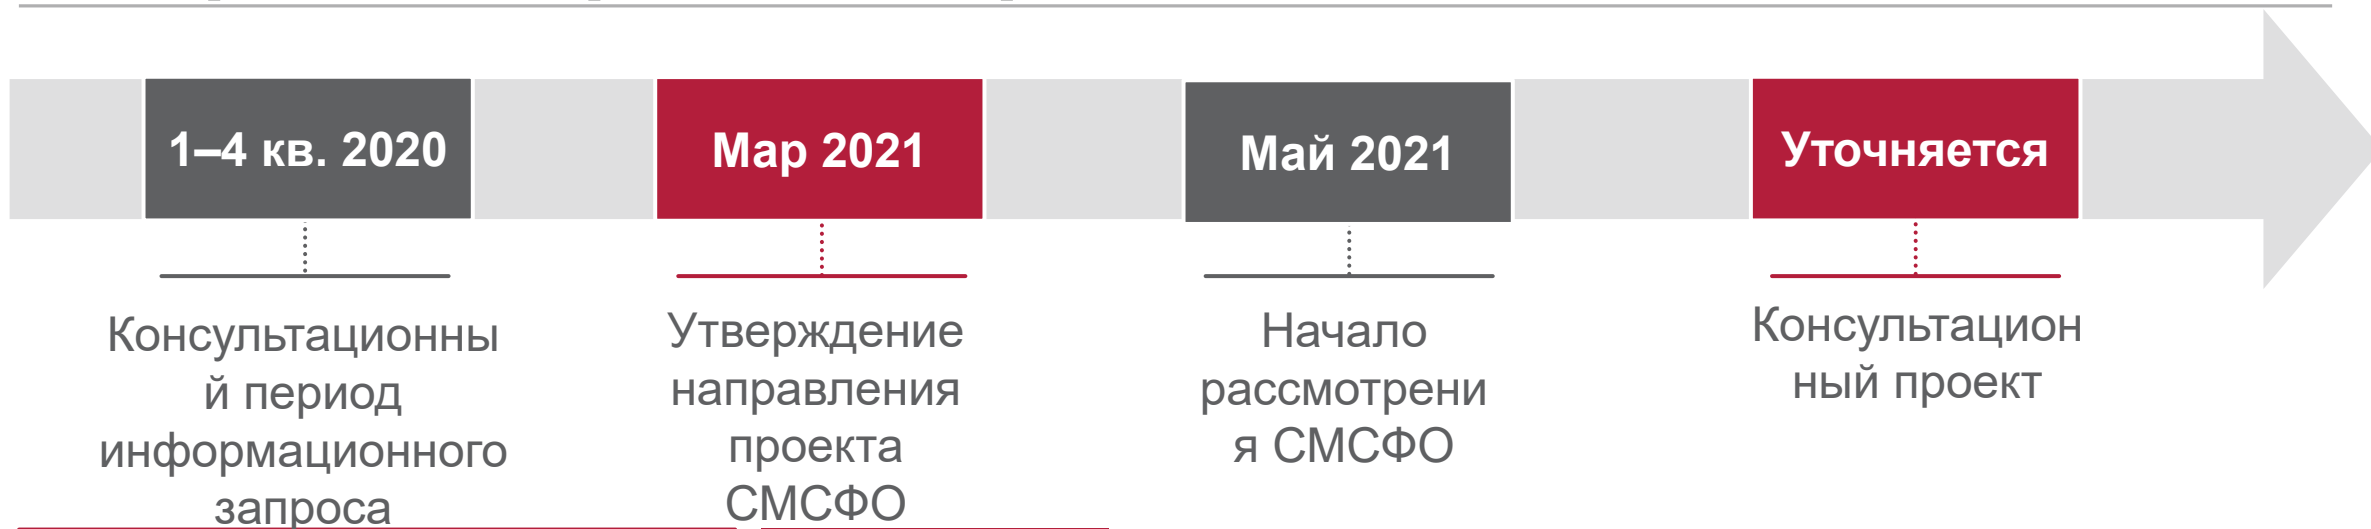 1–4 кв. 2020
Мар 2021
Май 2021
Уточняется
Консультационны
й период
информационного
запроса
Утверждение
направления
проекта
СМСФО
Начало
рассмотрени
я СМСФО
Консультацион
ный проект